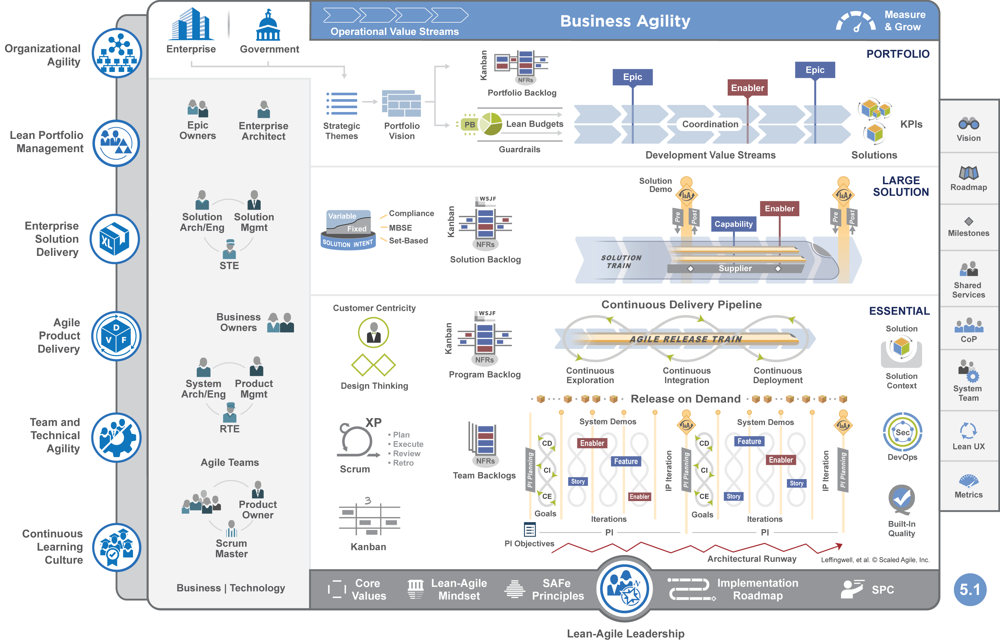 Organizational
Agility
Lean Portfolio
Management
Enterprise
Solution
Delivery
XL
Agile
Product
Delivery
D
V
F
Team and
Technical
Agility
Continuous
Learning
Culture
Enterprise
Government
Operational Value Streams
Business Agility
Measure
& Grow
PORTFOLIO
Epic
Owners
Enterprise
Architect
Strategic
Themes
Portfolio
Vision
Kanban
NFRs
Portfolio Backlog
PB
Lean Budgets
Guardrails
Epic
Enabler
Epic
Coordination
Development Value Streams
KPIs
Solutions
LARGE
SOLUTION
Solution
Arch/Eng
Solution
Mgmt
STE
Variable
Fixed
SOLUTION INTENT
Compliance
MBSE
Set-Based
WSJF
Kanban
NFRs
Solution Backlog
Solution
Demo
I&A
Pre
Post
Capability
Enabler
I&A
Pre
Post
SOLUTION
TRAIN
Supplier
ESSENTIAL
Business
Owners
System
Arch/Eng
Product
Mgmt
RTE
Customer Centricity
Design Thinking
WSJF
Kanban
NFRs
Program Backlog
Continuous Delivery Pipeline
AGILE RELEASE TRAIN
Continuous
Exploration
Continuous
Integration
Continuous
Deployment
Release on Demand
Solution
Solution
Context
Agile Teams
Product
Owner
Scrum
Master
Business | Technology
XP
• Plan
• Execute
• Review
• Retro
Scrum
3
Kanban
NFRs
Team Backlogs
System Demos
PI Planning
CD
CI
CE
Goals
Enabler
Feature
Story
Enabler
Iterations
IP Iteration
I&A
PI Planning
System Demos
CD
CI
CE
Goals
Feature
Enabler
Story
Story
Iterations
IP Iteration
I&A
PI Planning
PI
PI
PI Objectives
Architectural Runway
Sec
DevOps
Built-In
Quality
Leffingwell, et al. © Scaled Agile, Inc.
Core
Values
Lean-Agile
Mindset
SAFe
Principles
N
Implementation
Roadmap
SPC
Lean-Agile Leadership
Vision
Roadmap
Milestones
Shared
Services
CoP
System
Team
Lean UX
Metrics
5.1